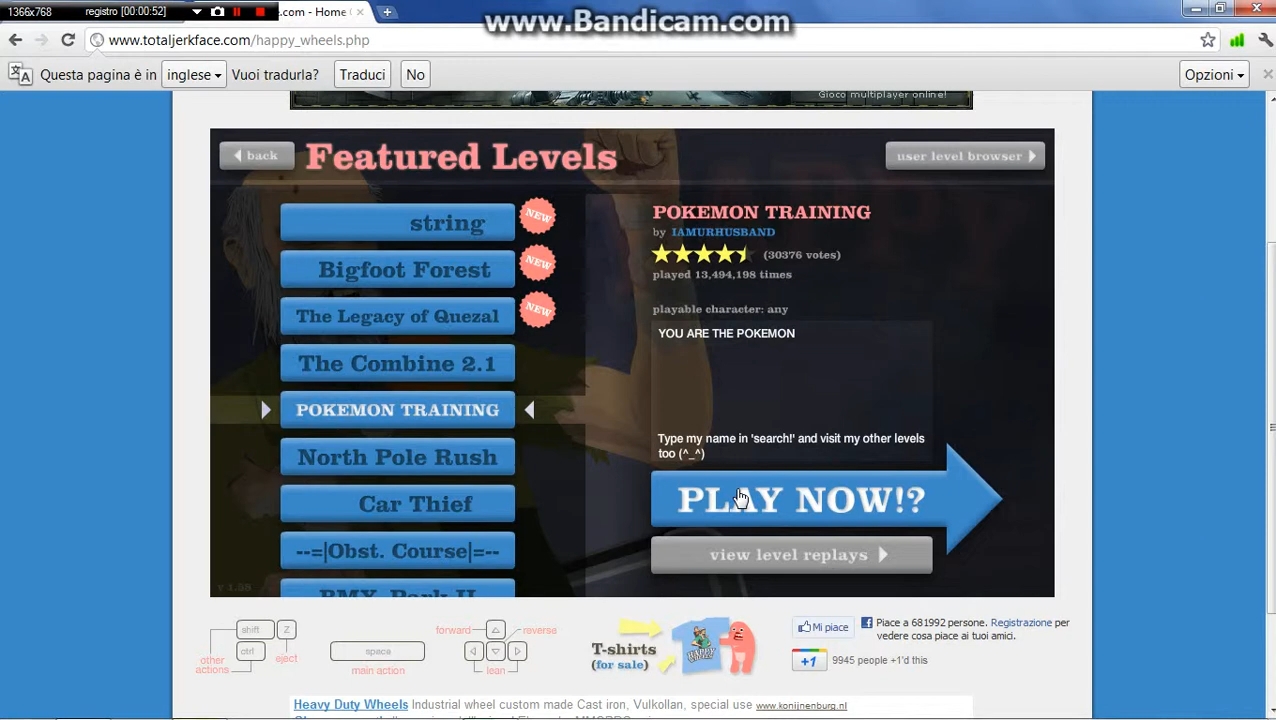 1366x768 registro [00:00:52]
.com - Home
www.Bandicam.com
www.totaljerkface.com/happy_wheels.php
Questa pagina è in inglese Vuoi tradurla? Traduci No Opzioni
Gioco multiplayer online!
back
Featured Levels
user level browser
string
NEW
Bigfoot Forest
NEW
The Legacy of Quezal
NEW
The Combine 2.1
POKEMON TRAINING
North Pole Rush
Car Thief
--=|Obst. Course|=--
BMX Park II
v 1.38
POKEMON TRAINING
by IAMURHUSBAND
(30376 votes)
played 13,494,198 times
playable character: any
YOU ARE THE POKEMON
Type my name in 'search!' and visit my other levels
too (^_^)
PLAY NOW!?
view level replays
shift Z
ctrl
other
actions
eject
space
main action
forward
reverse
lean
T-shirts
(for sale)
Mi piace
Piace a 681992 persone. Registrazione per
vedere cosa piace ai tuoi amici.
+1
9945 people +1'd this
Heavy Duty Wheels Industrial wheel custom made Cast iron, Vulkollan, special use www.konijnenburg.nl